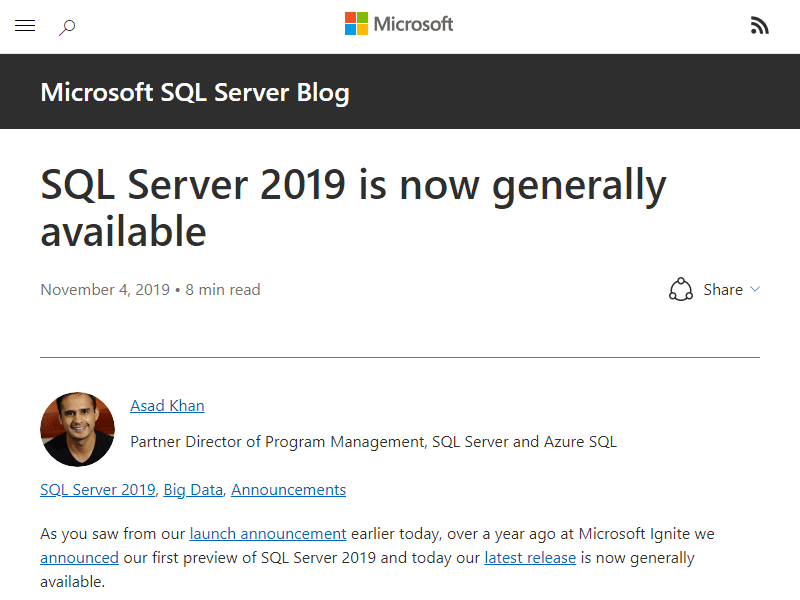 Microsoft
Microsoft SQL Server Blog
SQL Server 2019 is now generally
available
November 4, 2019 • 8 min read
Share
Asad Khan
Partner Director of Program Management, SQL Server and Azure SQL
SQL Server 2019, Big Data, Announcements
As you saw from our launch announcement earlier today, over a year ago at Microsoft Ignite we
announced our first preview of SQL Server 2019 and today our latest release is now generally
available.